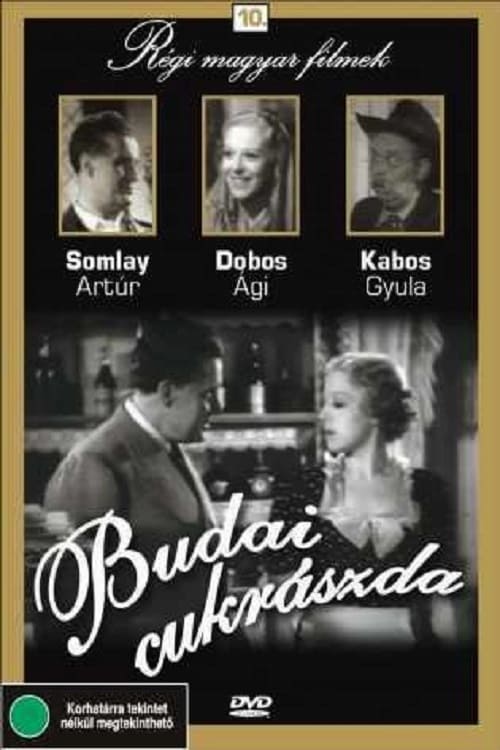 10.
Régi magyar filmek
Somlay Dobos Kabos
Artúr Ági Gyula
Budai
cukrászda
DVD
Korhatárra tekintet
nélkül megtekinthető